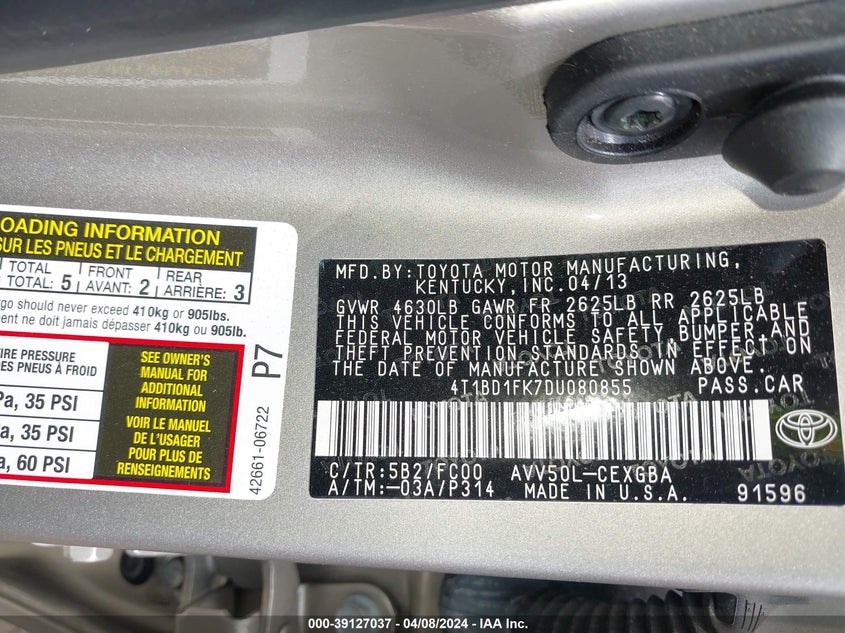 OADING INFORMATION
SUR LES PNEUS ET LE CHARGEMENT
TOTAL FRONT REAR
TOTAL: 5 AVANT: 2 ARRIERE: 3
rgo should never exceed 410kg or 905lbs.
ent ne doit jamais dépasser 410kg ou 905lb.
IRE PRESSURE
ES PNEUS À FROID
Pa, 35 PSI
a, 35 PSI
a, 60 PSI
SEE OWNER'S
MANUAL FOR
ADDITIONAL
INFORMATION
VOIR LE MANUEL
DE L'USAGER
POUR PLUS DE
RENSEIGNEMENTS
P7
42661-06722
MFD.BY:TOYOTA MOTOR MANUFACTURING,
KENTUCKY,INC.04/13
GVWR 4630LB GAWR FR 2625LB RR 2625LB
THIS VEHICLE CONFORMS TO ALL APPLICABLE
FEDERAL MOTOR VEHICLE SAFETY, BUMPER AND
THEFT PREVENTION STANDARDS IN EFFECT ON
THE DATE OF MANUFACTURE SHOWN ABOVE.
4T1BD1FK7DU080855 PASS.CAR
C/TR:5B2/FC00 AVV50L-CEXGBA
A/TM:-03A/P314 MADE IN U.S.A. 91596
000-39127037 - 04/08/2024 - IAA Inc.